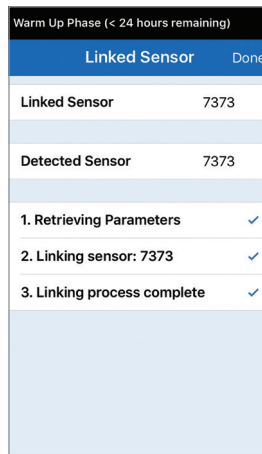 Warm Up Phase (< 24 hours remaining)
Linked Sensor Done
Linked Sensor 7373
Detected Sensor 7373
1. Retrieving Parameters ✓
2. Linking sensor: 7373 ✓
3. Linking process complete ✓